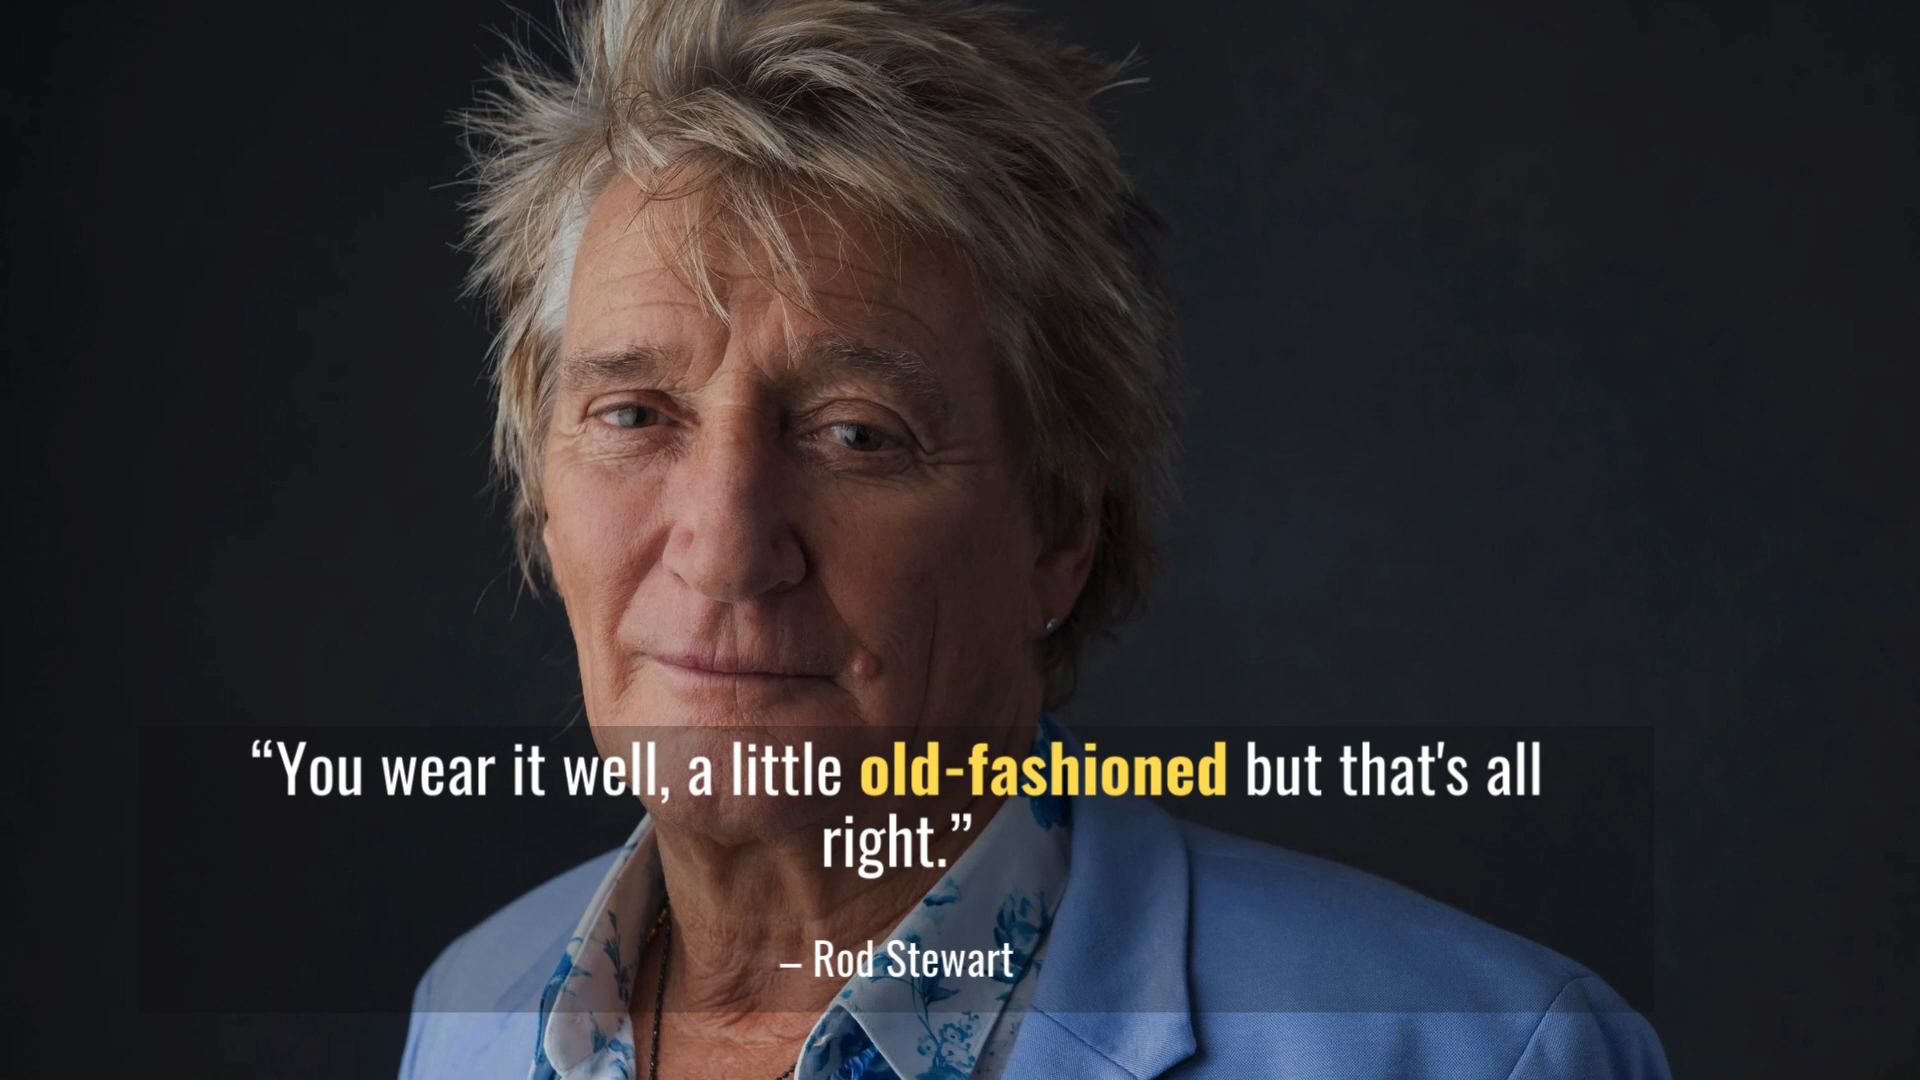 “You wear it well, a little old-fashioned but that's all
right.”
– Rod Stewart